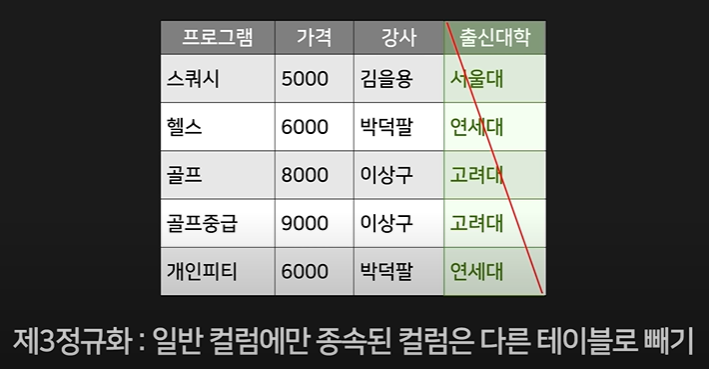 프로그램 가격 강사 출신대학
스쿼시 5000 김을용 서울대
헬스 6000 박덕팔 연세대
골프 8000 이상구 고려대
골프중급 9000 이상구 고려대
개인피티 6000 박덕팔 연세대
제3정규화 : 일반 컬럼에만 종속된 컬럼은 다른 테이블로 빼기